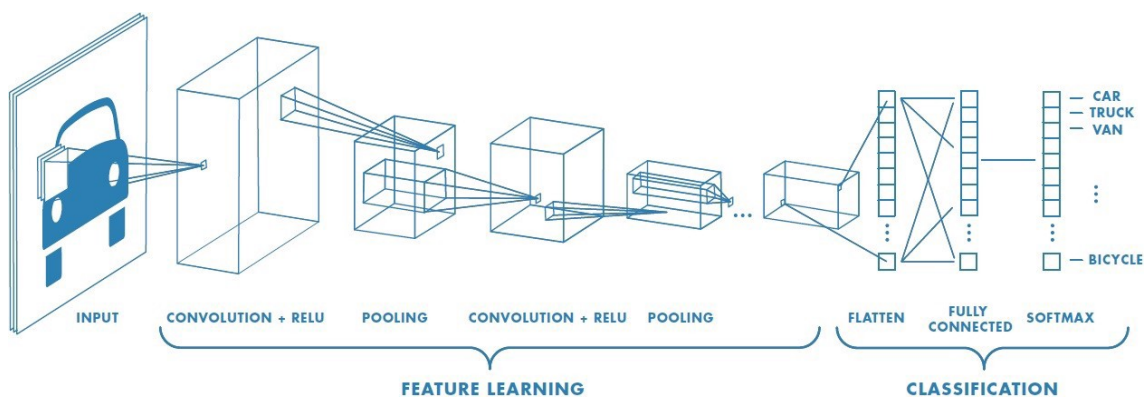 CAR
TRUCK
VAN
BICYCLE
INPUT
CONVOLUTION + RELU
POOLING
CONVOLUTION + RELU
POOLING
FLATTEN
FULLY
CONNECTED
SOFTMAX
FEATURE LEARNING
CLASSIFICATION